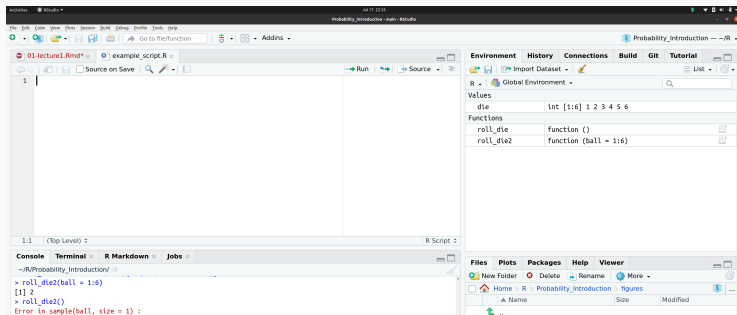 Activities RStudio Jul 17 22:38
Probability_Introduction - main - RStudio
File Edit Code View Plots Session Build Debug Profile Tools Help
Go to file/function Addins Probability_Introduction — ~/R
01-lecture1.Rmd* example_script.R
Source on Save Run Source
1
1:1 (Top Level) R Script
Console Terminal R Markdown Jobs
~/R/Probability_Introduction/
> roll_die2(ball = 1:6)
[1] 2
> roll_die2()
Error in sample(ball, size = 1) :
Environment History Connections Build Git Tutorial
Import Dataset List
R Global Environment
Values
die int [1:6] 1 2 3 4 5 6
Functions
roll_die function ()
roll_die2 function (ball = 1:6)
Files Plots Packages Help Viewer
New Folder Delete Rename More
Home R Probability_Introduction figures
Name Size Modified
..